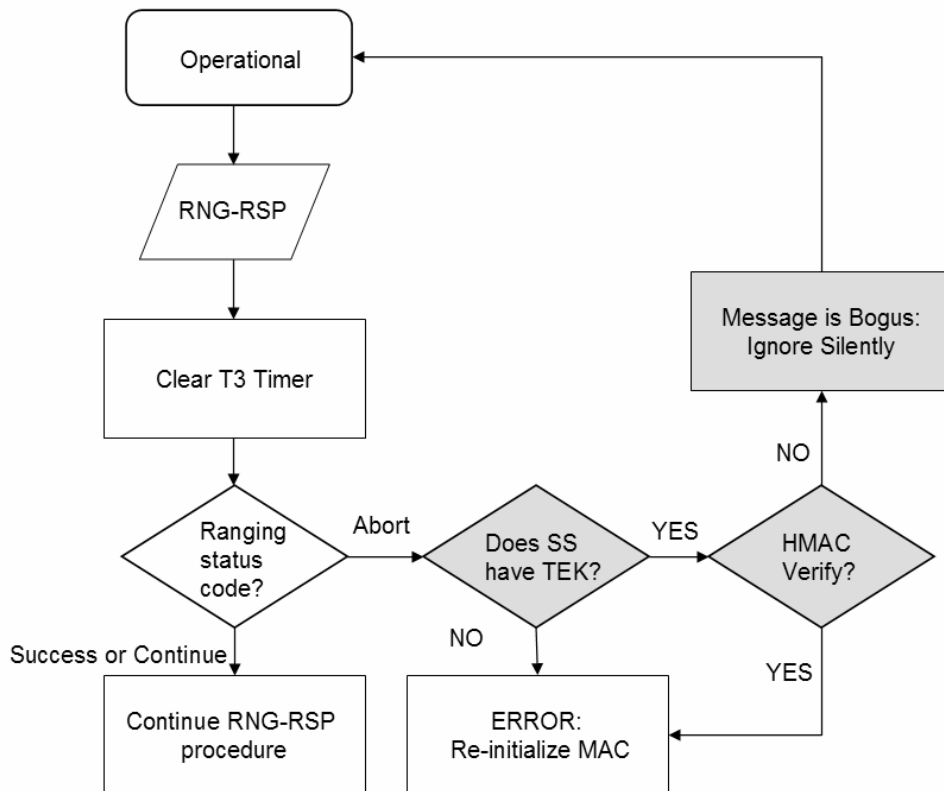 Operational
RNG-RSP
Message is Bogus:
Ignore Silently
Clear T3 Timer
NO
Ranging
status
code?
Abort
Does SS
have TEK?
YES
HMAC
Verify?
Success or Continue
NO
YES
Continue RNG-RSP
procedure
ERROR:
Re-initialize MAC